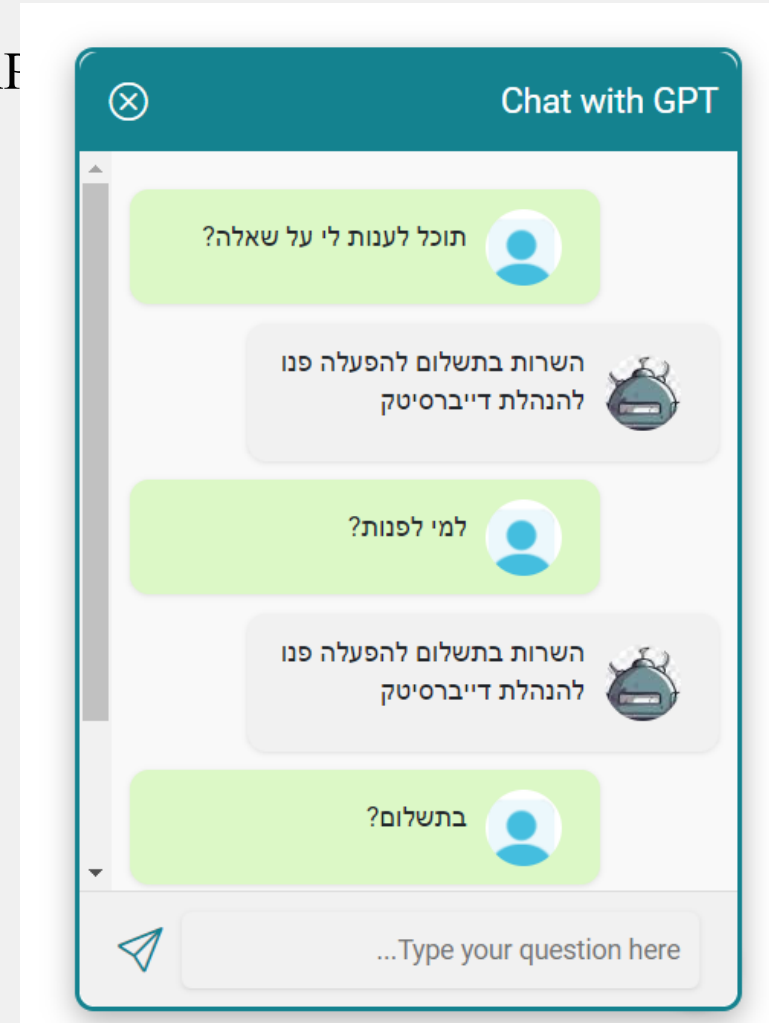 Chat with GPT
תוכל לענות לי על שאלה?
השרות בתשלום להפעלה פנו
להנהלת דייברסיטק
למי לפנות?
השרות בתשלום להפעלה פנו
להנהלת דייברסיטק
בתשלום?
...Type your question here